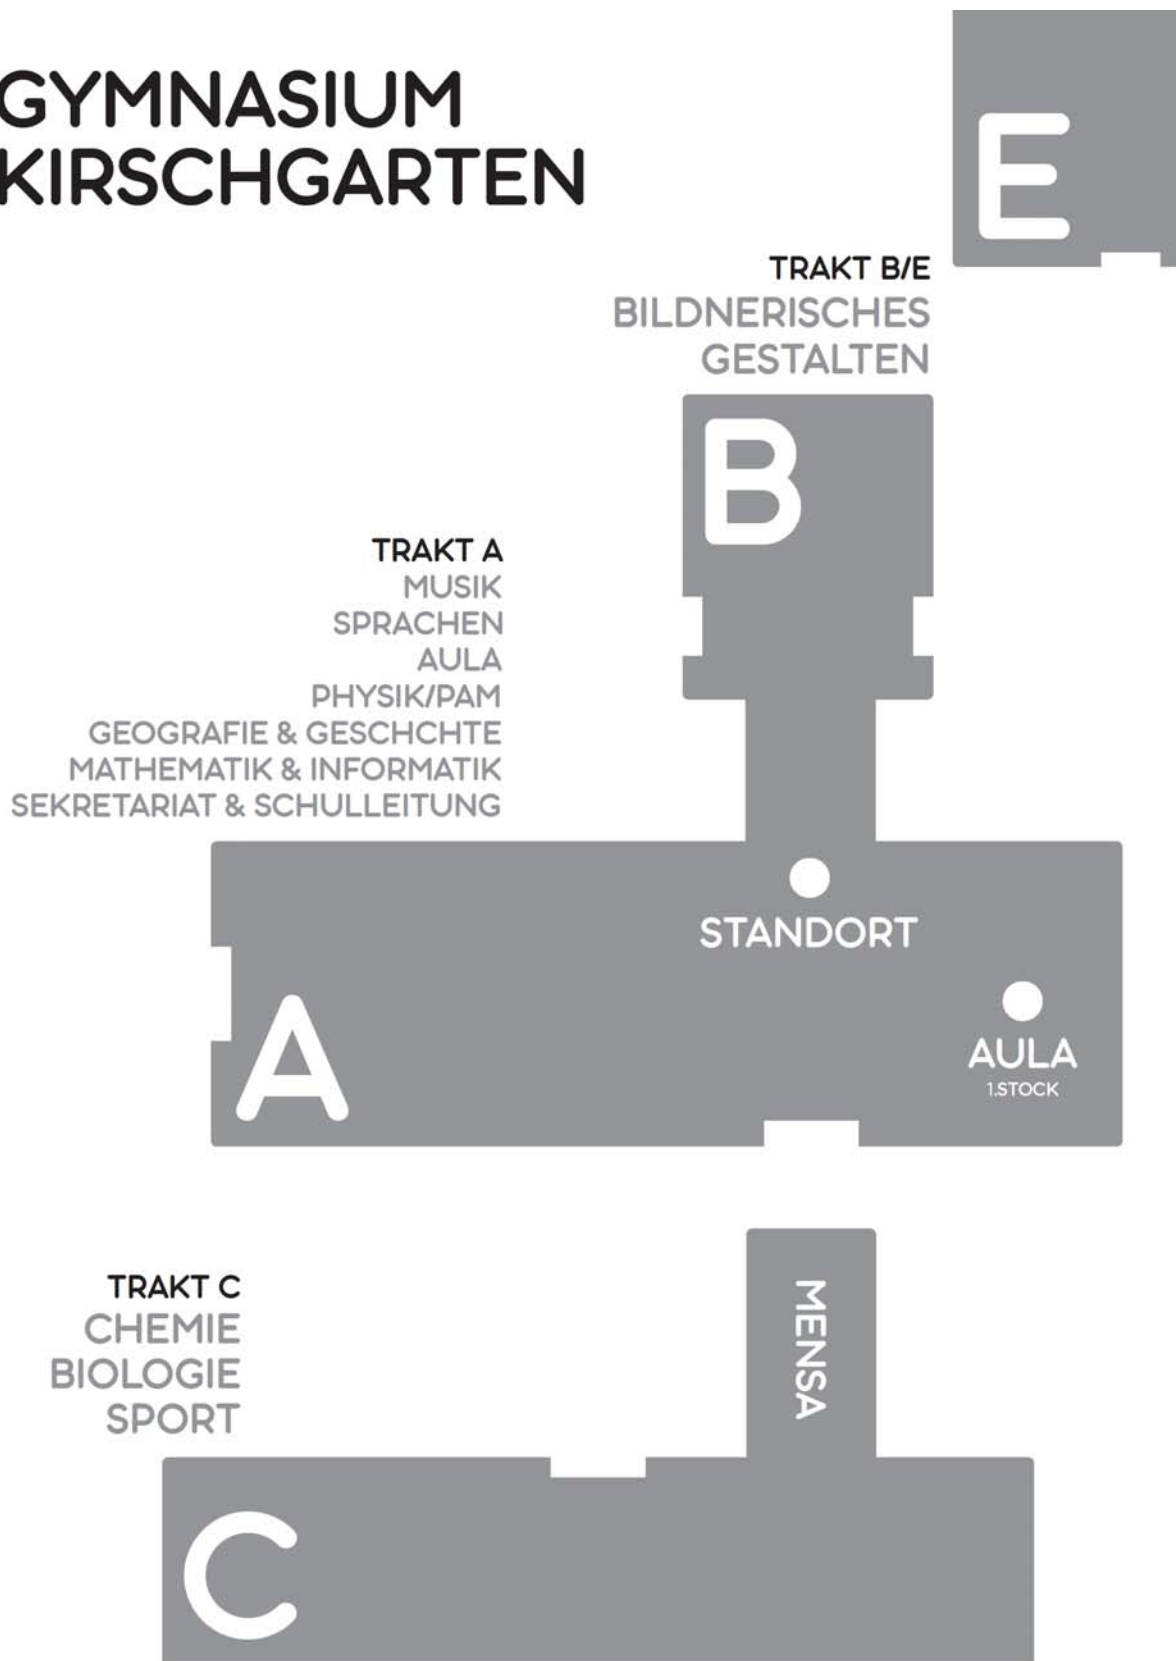 GYMNASIUM
KIRSCHGARTEN
E
TRAKT B/E
BILDNERISCHES
GESTALTEN
B
TRAKT A
MUSIK
SPRACHEN
AULA
PHYSIK/PAM
GEOGRAFIE & GESCHCHTE
MATHEMATIK & INFORMATIK
SEKRETARIAT & SCHULLEITUNG
STANDORT
A
AULA
1.STOCK
TRAKT C
CHEMIE
BIOLOGIE
SPORT
MENSA
C